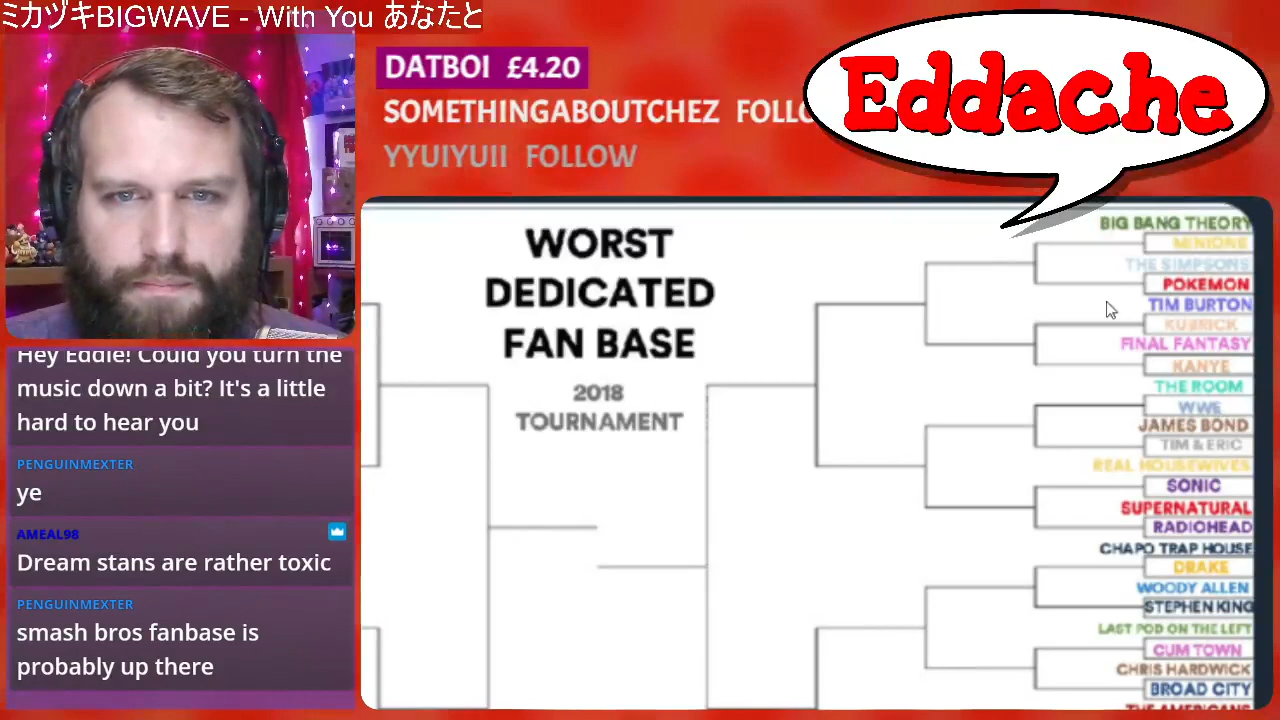 ミカヅキBIGWAVE - With You あなたと
DATBOI £4.20
SOMETHINGABOUTCHEZ FOLLO
YYUIYUII FOLLOW
Eddache
Hey Eddie! Could you turn the
music down a bit? It's a little
hard to hear you
PENGUINMEXTER
ye
AMEAL98
Dream stans are rather toxic
PENGUINMEXTER
smash bros fanbase is
probably up there
WORST
DEDICATED
FAN BASE
2018
TOURNAMENT
BIG BANG THEORY
MINIONS
THE SIMPSONS
POKEMON
TIM BURTON
KUBRICK
FINAL FANTASY
KANYE
THE ROOM
WWE
JAMES BOND
TIM & ERIC
REAL HOUSEWIVES
SONIC
SUPERNATURAL
RADIOHEAD
CHAPO TRAP HOUSE
DRAKE
WOODY ALLEN
STEPHEN KING
LAST POD ON THE LEFT
CUM TOWN
CHRIS HARDWICK
BROAD CITY
THE AMERICANS